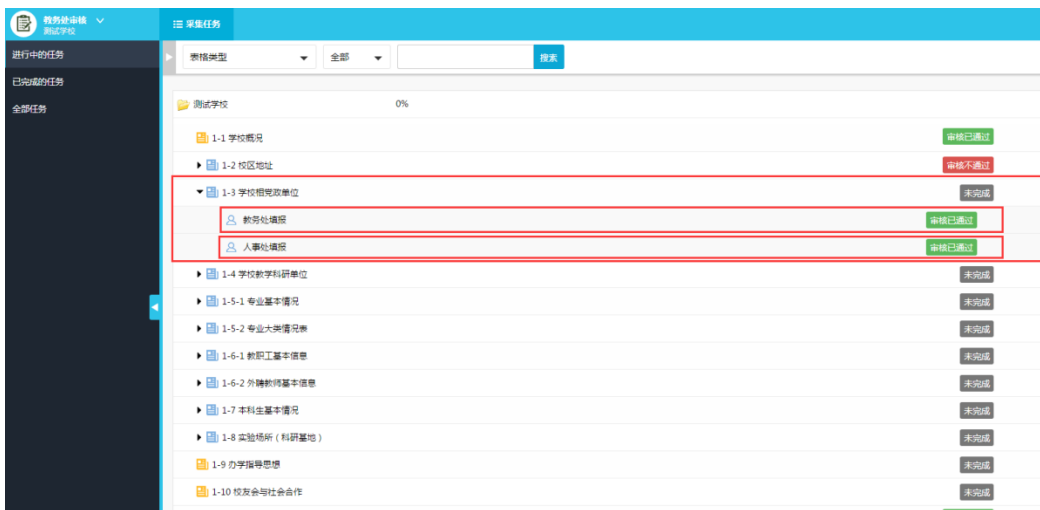 教务处审核
测试学校
采集任务
进行中的任务
已完成的任务
全部任务
表格类型 全部 搜索
测试学校 0%
1-1 学校概况 审核已通过
1-2 校区地址 审核不通过
1-3 学校相党政单位 未完成
教务处填报 审核已通过
人事处填报 审核已通过
1-4 学校教学科研单位 未完成
1-5-1 专业基本情况 未完成
1-5-2 专业大类情况表 未完成
1-6-1 教职工基本信息 未完成
1-6-2 外聘教师基本信息 未完成
1-7 本科生基本情况 未完成
1-8 实验场所（科研基地） 未完成
1-9 办学指导思想 未完成
1-10 校友会与社会合作 未完成